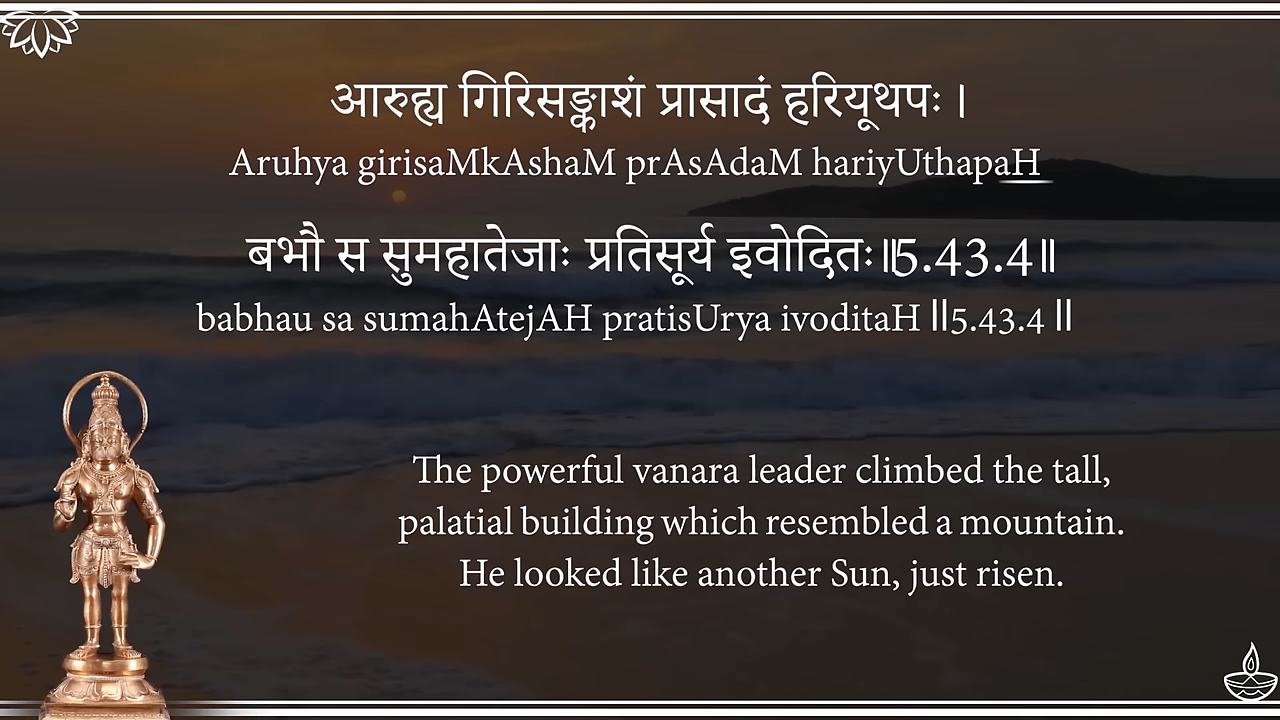 आरुह्य गिरिसङ्काशं प्रासादं हरियूथपः ।
Aruhya girisaMkAshaM prAsAdaM hariyUthapaH
बभौ स सुमहातेजाः प्रतिसूर्य इवोदितः॥5.43.4॥
babhau sa sumahAtejAH pratisUrya ivoditaH ॥5.43.4 ॥
The powerful vanara leader climbed the tall,
palatial building which resembled a mountain.
He looked like another Sun, just risen.